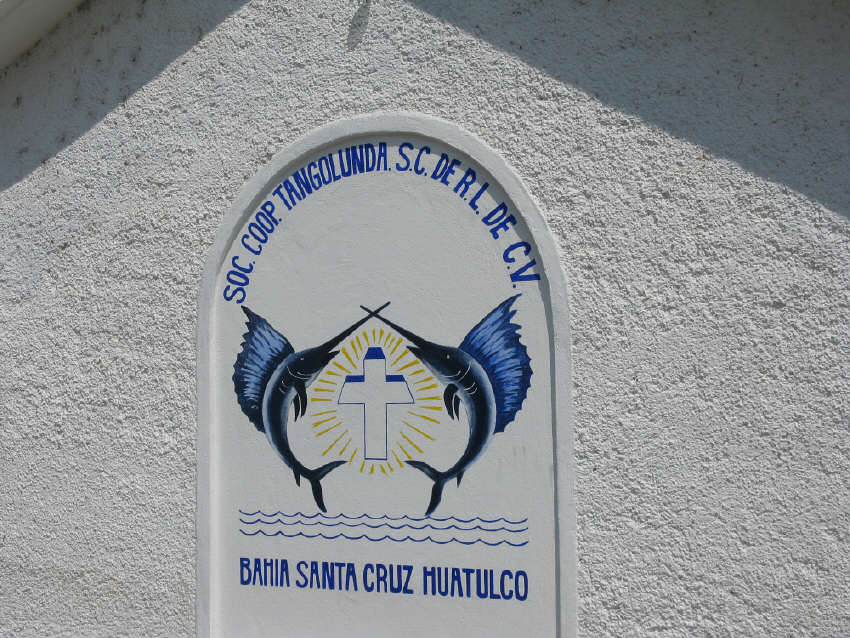 SOC. COOP. TANGOLUNDA. S.C. DE R.L. DE C.V.
BAHIA SANTA CRUZ HUATULCO